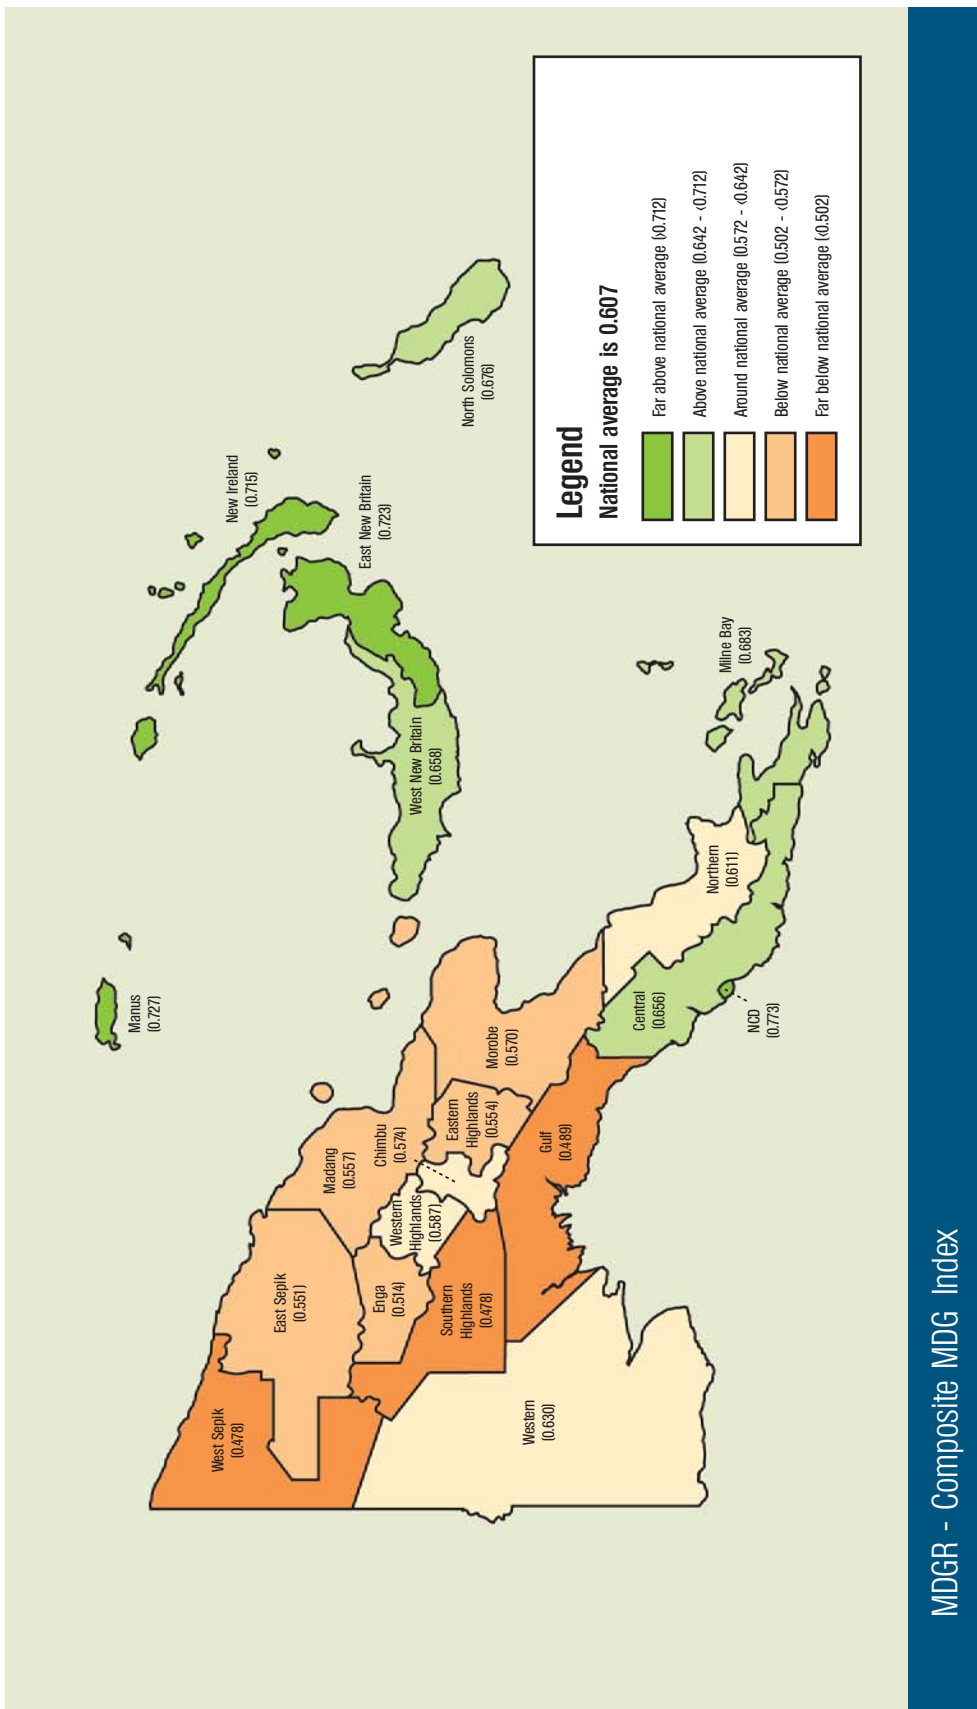 Manus
(0.727)
New Ireland
(0.715)
East New Britain
(0.723)
West New Britain
(0.658)
North Solomons
(0.676)
West Sepik
(0.478)
East Sepik
(0.551)
Madang
(0.557)
Enga
(0.514)
Western
Highlands
(0.587)
Chimbu
(0.574)
Southern
Highlands
(0.478)
Eastern
Highlands
(0.554)
Morobe
(0.570)
Western
(0.630)
Gulf
(0.489)
Central
(0.656)
NCD
(0.773)
Northern
(0.611)
Milne Bay
(0.683)
Legend
National average is 0.607
Far above national average (>0.712)
Above national average (0.642 - <0.712)
Around national average (0.572 - <0.642)
Below national average (0.502 - <0.572)
Far below national average (<0.502)
MDGR - Composite MDG Index